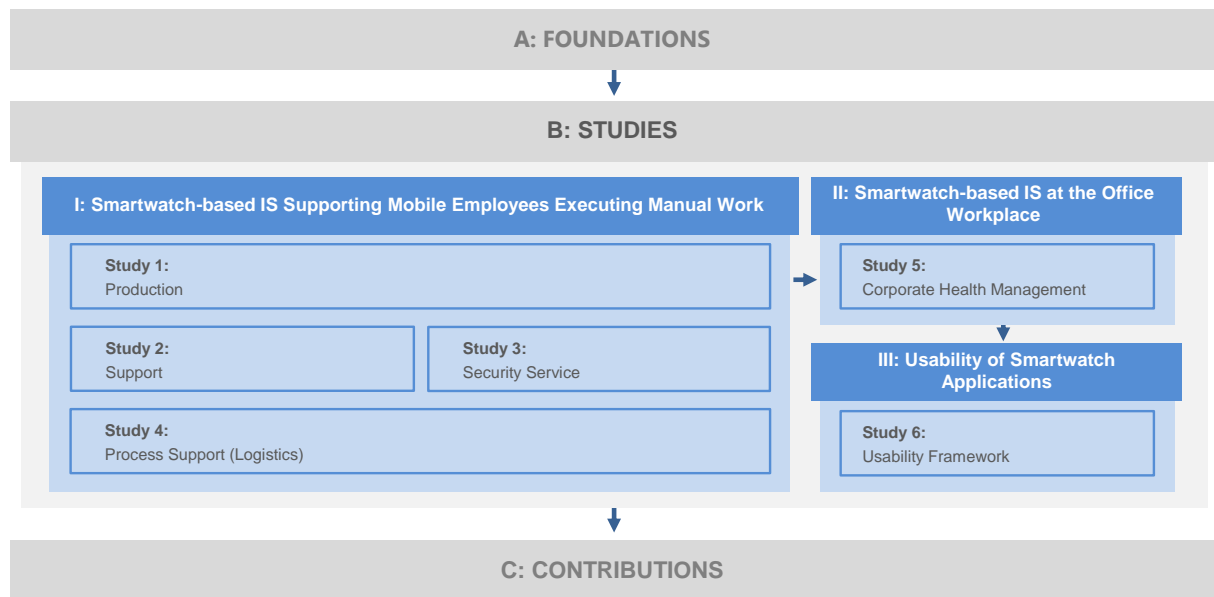 A: FOUNDATIONS
B: STUDIES
I: Smartwatch-based IS Supporting Mobile Employees Executing Manual Work
Study 1:
Production
Study 2:
Support
Study 3:
Security Service
Study 4:
Process Support (Logistics)
II: Smartwatch-based IS at the Office
Workplace
Study 5:
Corporate Health Management
III: Usability of Smartwatch
Applications
Study 6:
Usability Framework
C: CONTRIBUTIONS